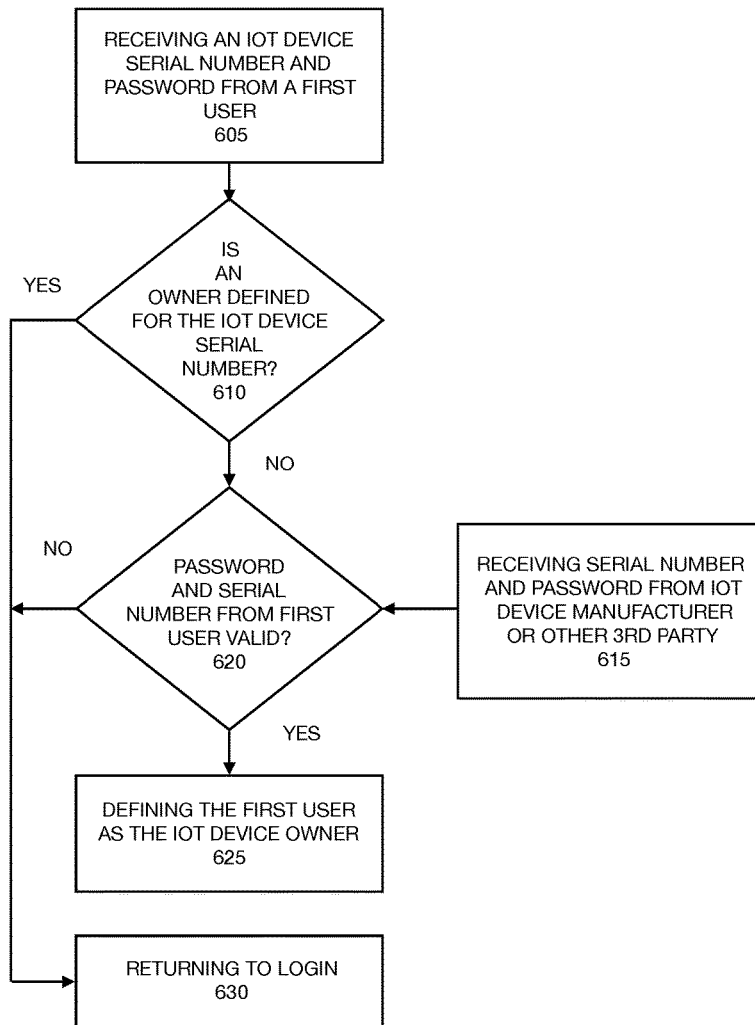 RECEIVING AN IOT DEVICE
SERIAL NUMBER AND
PASSWORD FROM A FIRST
USER
605
IS
AN
OWNER DEFINED
FOR THE IOT DEVICE
SERIAL
NUMBER?
610
YES
NO
PASSWORD
AND SERIAL
NUMBER FROM FIRST
USER VALID?
620
NO
RECEIVING SERIAL NUMBER
AND PASSWORD FROM IOT
DEVICE MANUFACTURER
OR OTHER 3RD PARTY
615
YES
DEFINING THE FIRST USER
AS THE IOT DEVICE OWNER
625
RETURNING TO LOGIN
630